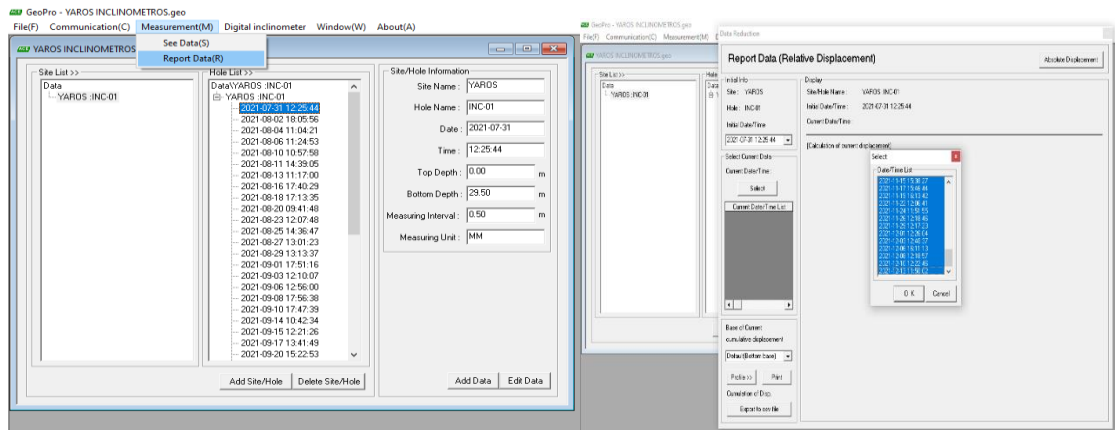 GeoPro - YAROS INCLINOMETROS.geo
File(F) Communication(C) Measurement(M) Digital inclinometer Window(W) About(A)
See Data(S)
Report Data(R)
YAROS INCLINOMETROS
Site List >>
Data
YAROS :INC-01
Hole List >>
Data\YAROS :INC-01
YAROS :INC-01
2021-07-31 12:25:44
2021-08-02 18:05:56
2021-08-04 11:04:21
2021-08-06 11:24:53
2021-08-10 10:57:58
2021-08-11 14:39:05
2021-08-13 11:17:00
2021-08-16 17:40:29
2021-08-18 17:13:35
2021-08-20 09:41:48
2021-08-23 12:07:48
2021-08-25 14:36:47
2021-08-27 13:01:23
2021-08-29 13:13:37
2021-09-01 17:51:16
2021-09-03 12:10:07
2021-09-06 12:56:00
2021-09-08 17:56:38
2021-09-10 17:47:39
2021-09-14 10:42:34
2021-09-15 12:21:26
2021-09-17 13:41:49
2021-09-20 15:22:53
Add Site/Hole Delete Site/Hole
Site/Hole Information
Site Name : YAROS
Hole Name : INC-01
Date : 2021-07-31
Time : 12:25:44
Top Depth : 0.00 m
Bottom Depth : 29.50 m
Measuring Interval : 0.50 m
Measuring Unit : MM
Add Data Edit Data
GeoPro - YAROS INCLINOMETROS.geo
File(F) Communication(C) Measurement(M)
YAROS INCLINOMETROS
Site List >>
Data
YAROS :INC-01
Hole
Data
Data Reduction
Report Data (Relative Displacement)
Absolute Displacement
Initial Info
Site : YAROS
Hole : INC-01
Initial Date/Time
2021-07-31 12:25:44
Select Current Data
Current Date/Time :
Select
Current Date/Time List
Base of Current
cumulative displacement
Default(Bottom base)
Profile >> Print
Cumulation of Disp.
Export to csv file
Display
Site/Hole Name : YAROS INC-01
Initial Date/Time : 2021-07-31 12:25:44
Current Date/Time :
[Calculation of current displacement]
Select
Date/Time List
O K Cancel